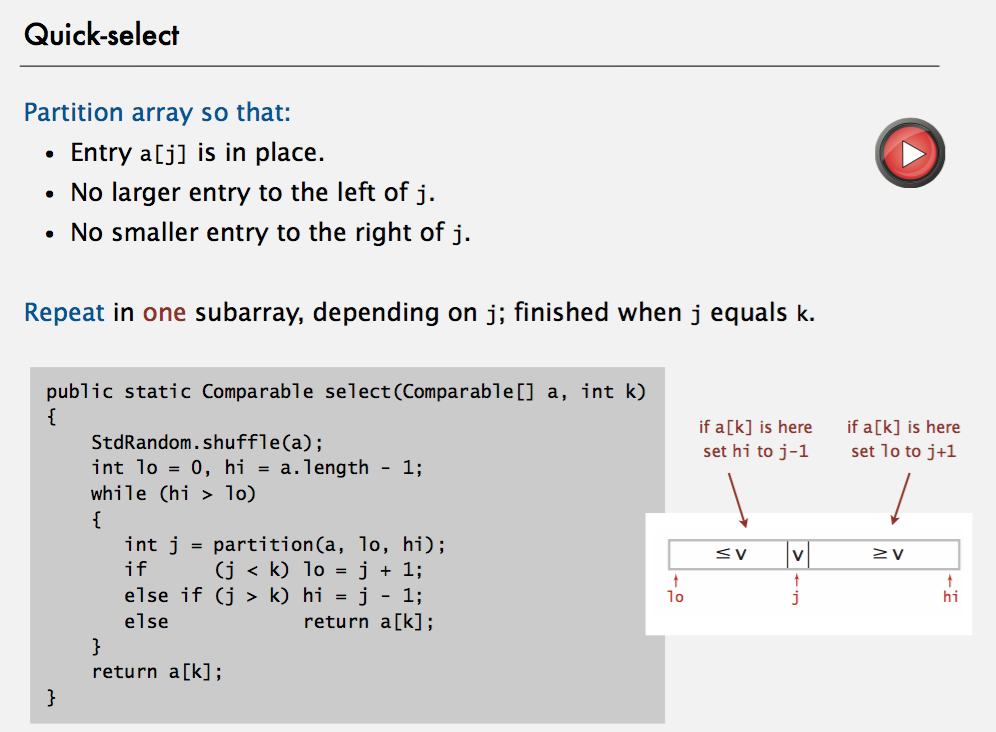 Quick-select
Partition array so that:
• Entry a[j] is in place.
• No larger entry to the left of j.
• No smaller entry to the right of j.
Repeat in one subarray, depending on j; finished when j equals k.
public static Comparable select(Comparable[] a, int k)
{
    StdRandom.shuffle(a);
    int lo = 0, hi = a.length - 1;
    while (hi > lo)
    {
       int j = partition(a, lo, hi);
       if      (j < k) lo = j + 1;
       else if (j > k) hi = j - 1;
       else            return a[k];
    }
    return a[k];
}
if a[k] is here
set hi to j-1
if a[k] is here
set lo to j+1
≤ v v ≥ v
lo j hi